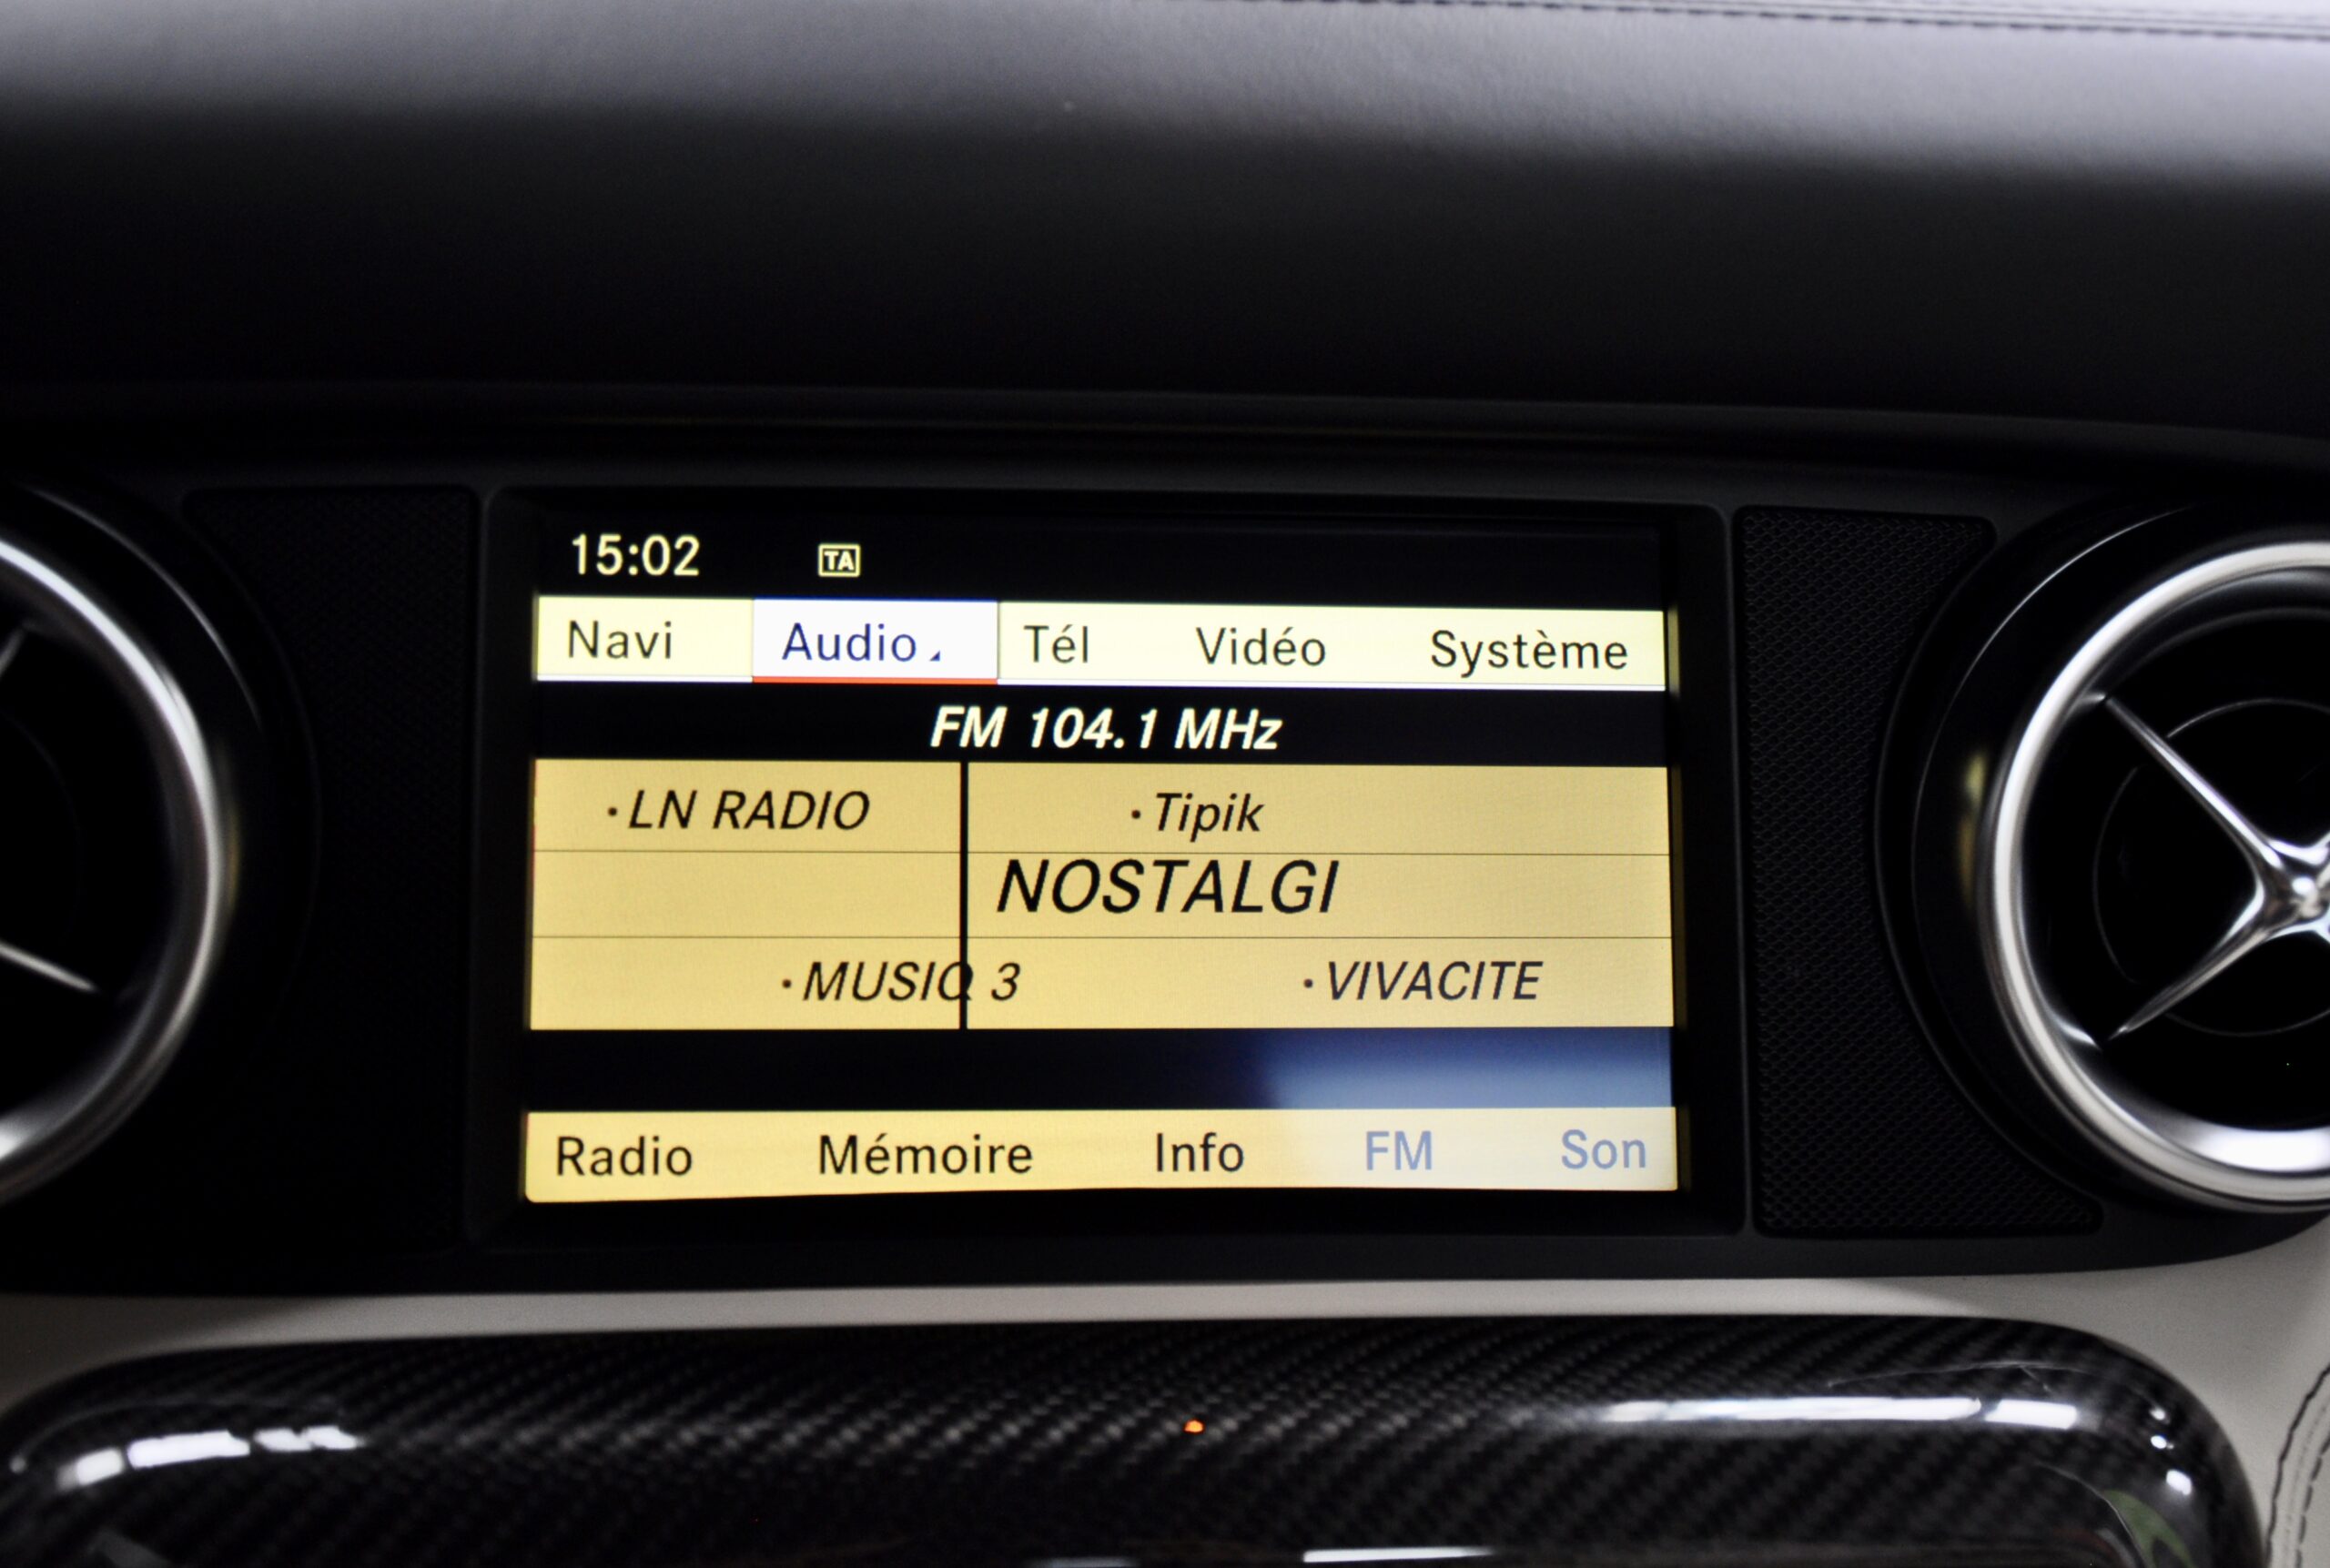 15:02 TA
Navi Audio Tél Vidéo Système
FM 104.1 MHz
·LN RADIO ·Tipik
NOSTALGI
·MUSIQ 3 ·VIVACITE
Radio Mémoire Info FM Son